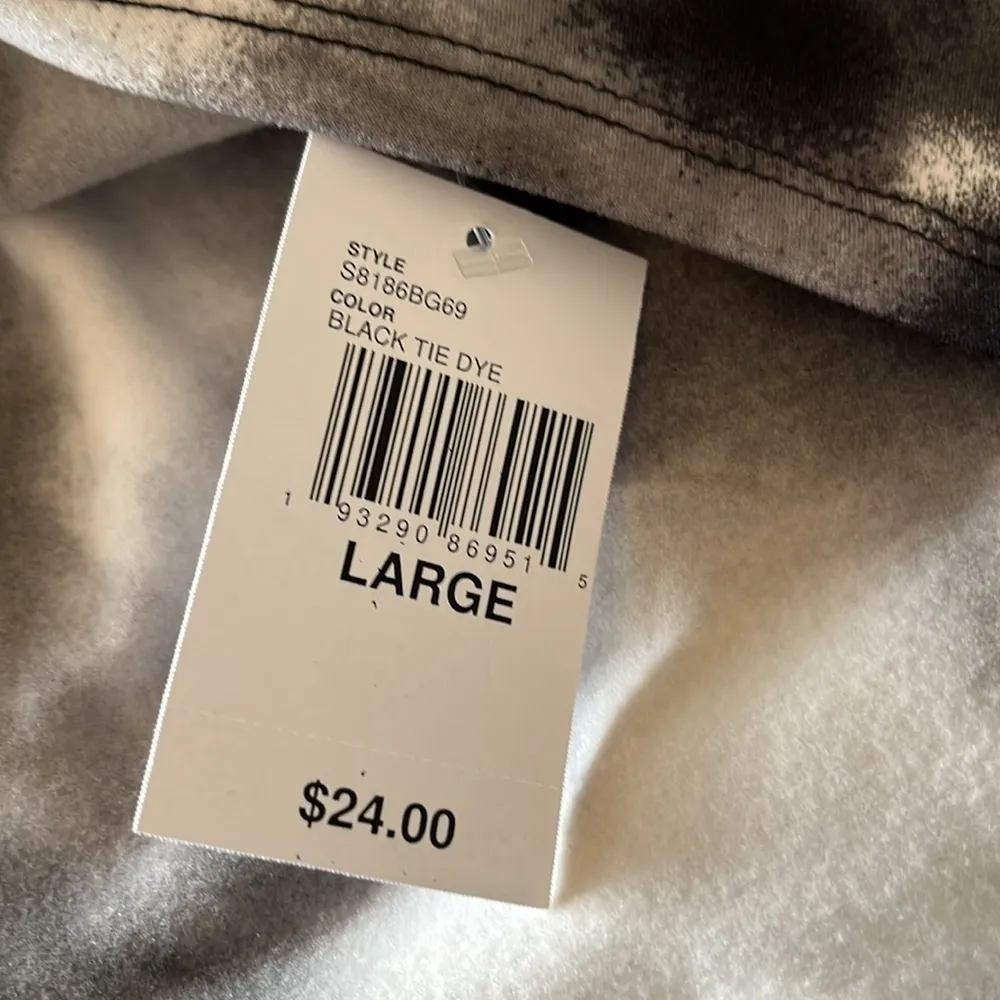 STYLE
S8186BG69
COLOR
BLACK TIE DYE
1 93290 86951 5
LARGE
$24.00